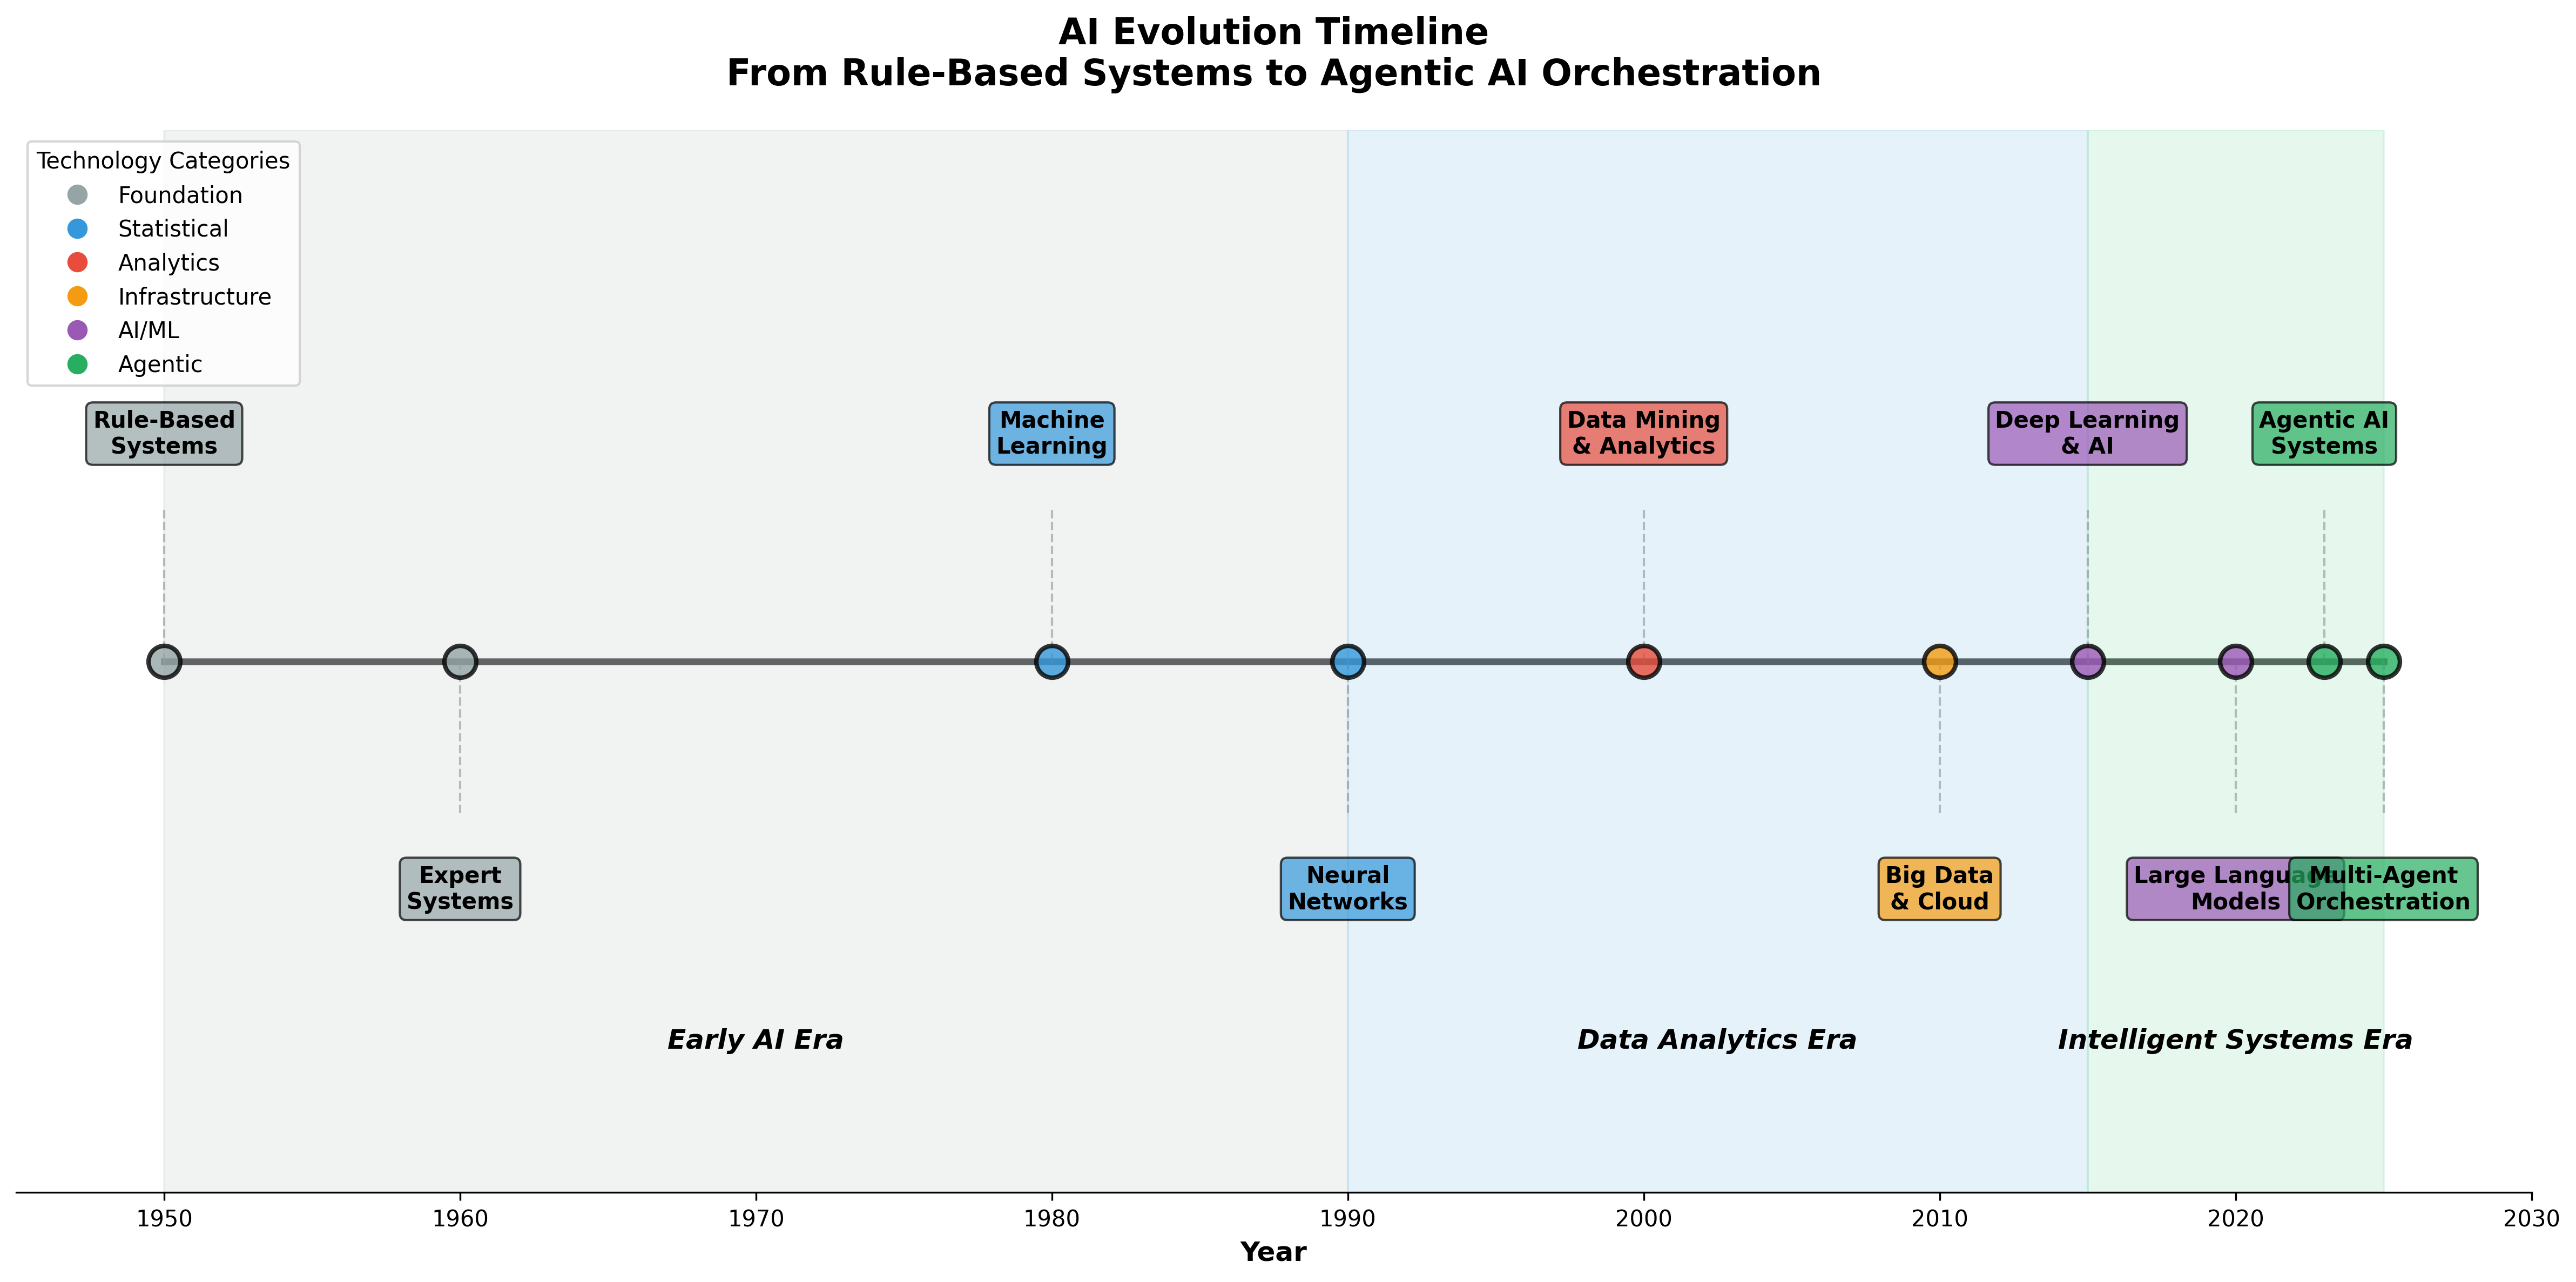 AI Evolution Timeline
From Rule-Based Systems to Agentic AI Orchestration
Technology Categories
Foundation
Statistical
Analytics
Infrastructure
AI/ML
Agentic
Rule-Based
Systems
Machine
Learning
Data Mining
& Analytics
Deep Learning
& AI
Agentic AI
Systems
Expert
Systems
Neural
Networks
Big Data
& Cloud
Large Language
Models
Multi-Agent
Orchestration
Early AI Era
Data Analytics Era
Intelligent Systems Era
1950
1960
1970
1980
1990
2000
2010
2020
2030
Year